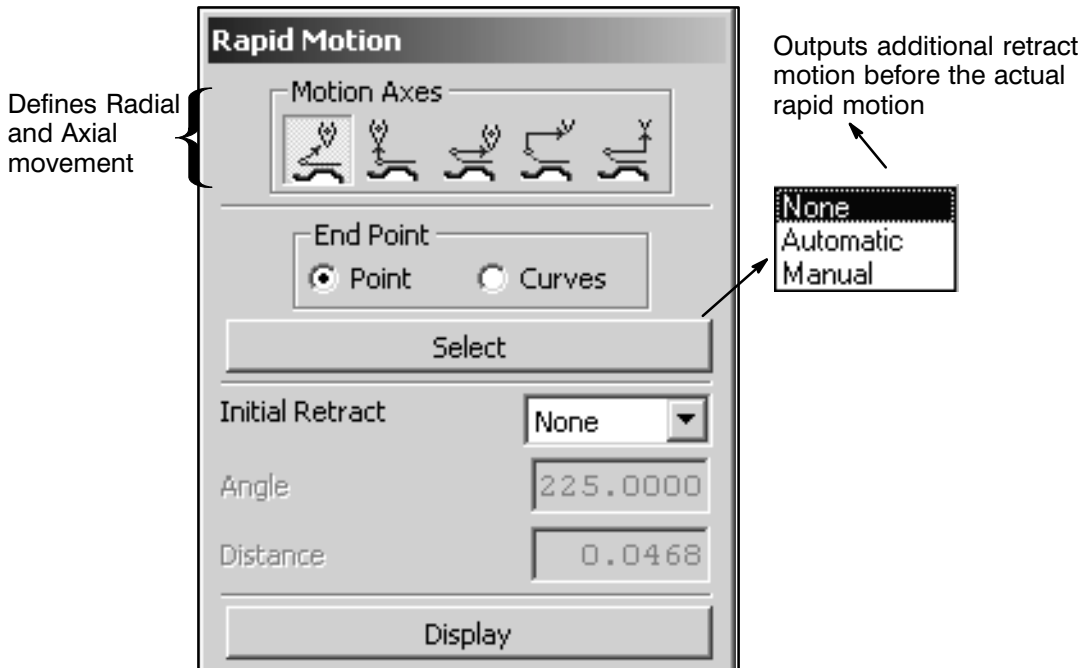 Rapid Motion
Defines Radial
and Axial
movement
Motion Axes
End Point
Point Curves
Select
Initial Retract None
Angle 225.0000
Distance 0.0468
Display
Outputs additional retract
motion before the actual
rapid motion
None
Automatic
Manual